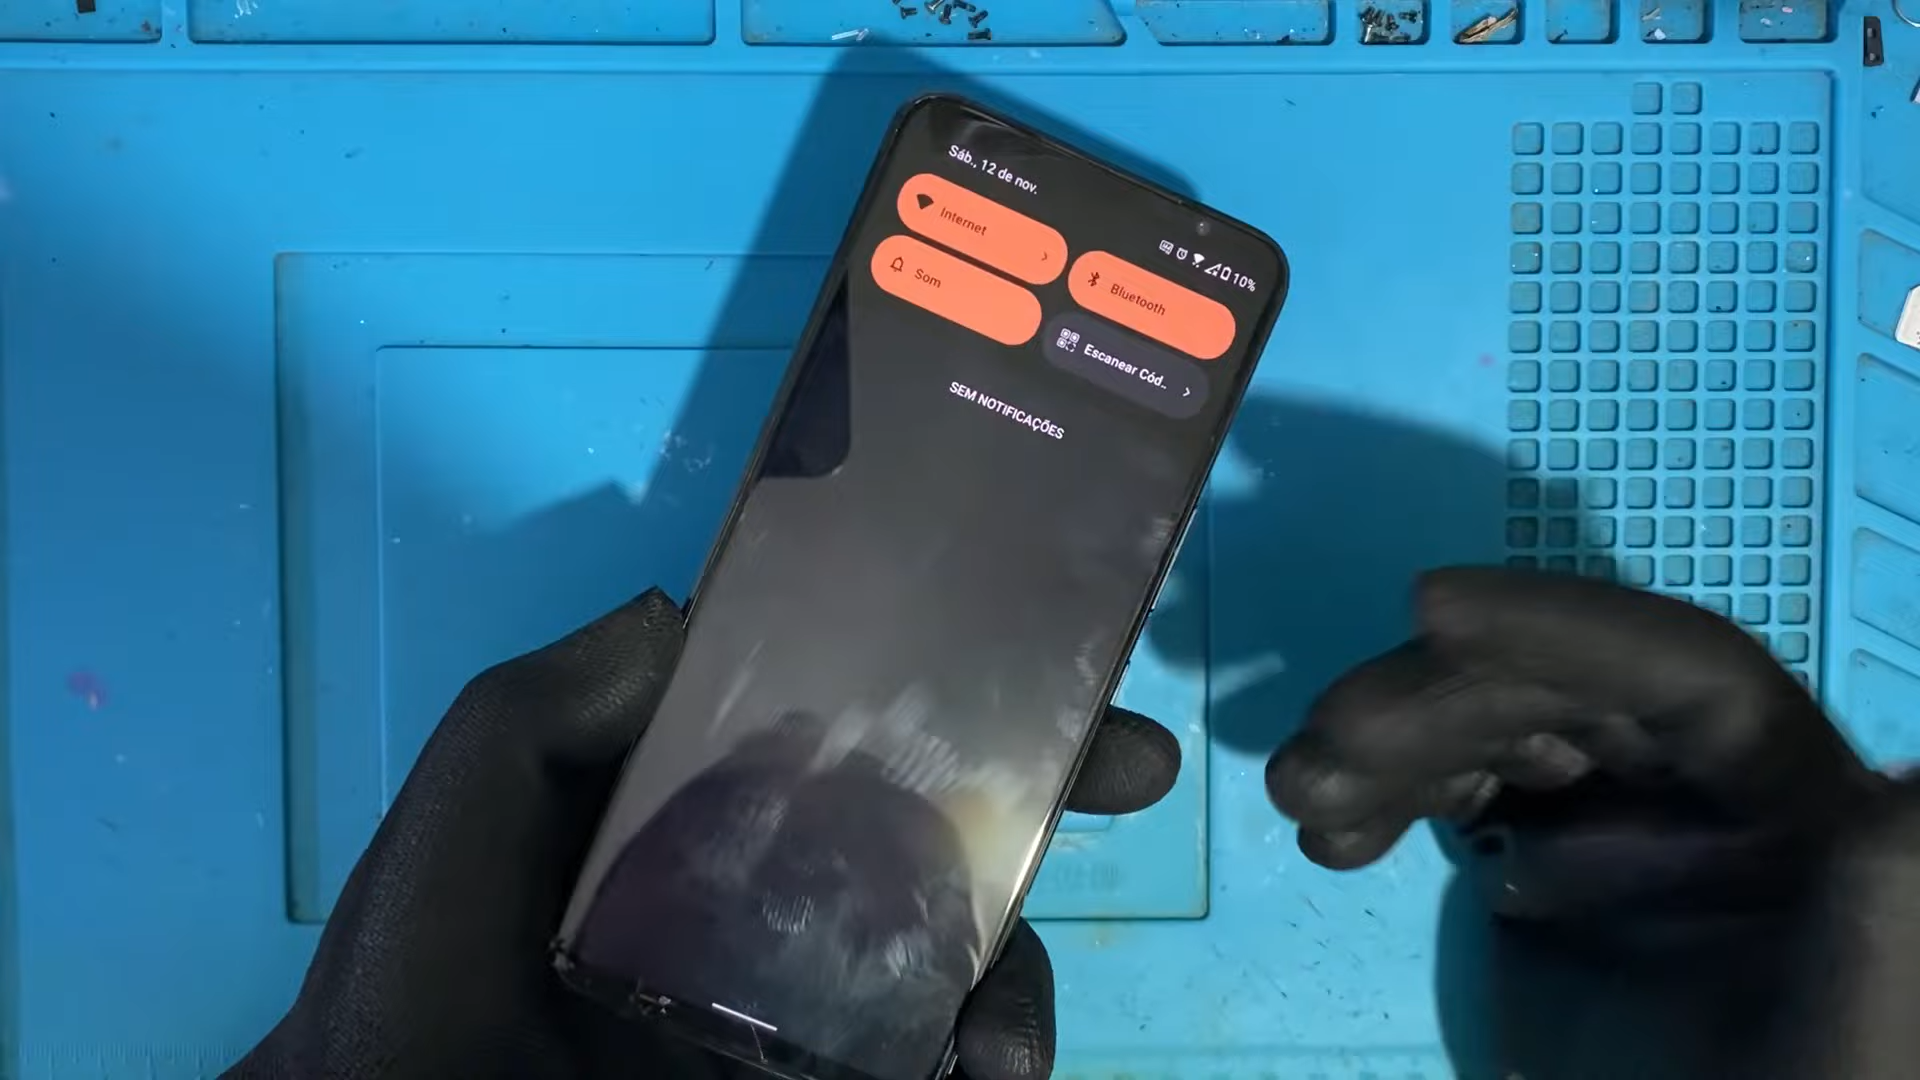 Sáb., 12 de nov.
10%
Internet
Bluetooth
Som
Escanear Cód..
SEM NOTIFICAÇÕES